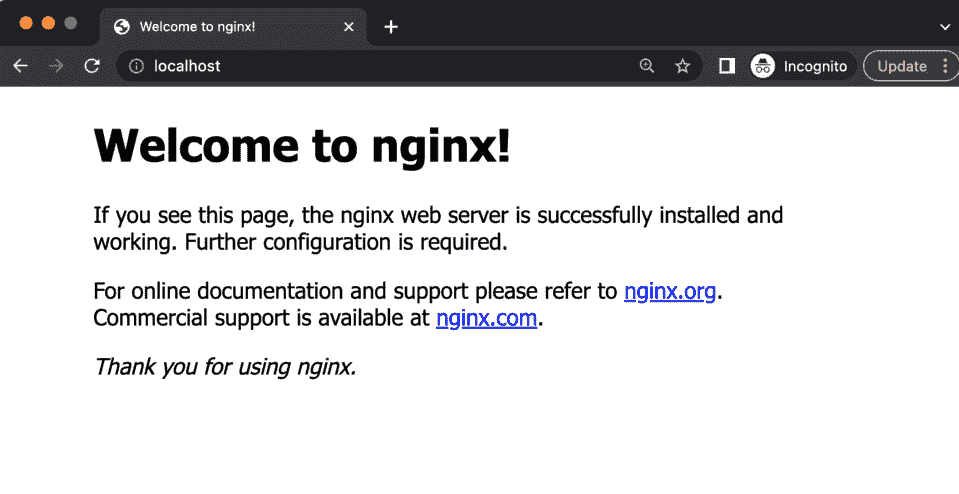 Welcome to nginx!
localhost
Incognito
Update
Welcome to nginx!
If you see this page, the nginx web server is successfully installed and
working. Further configuration is required.
For online documentation and support please refer to nginx.org.
Commercial support is available at nginx.com.
Thank you for using nginx.